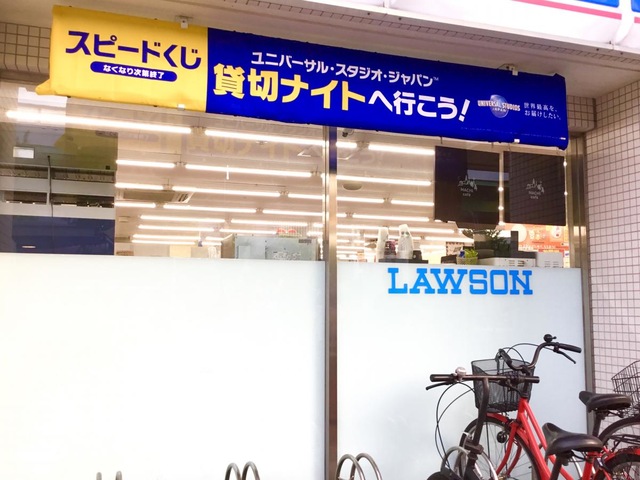 スピードくじ
なくなり次第終了
ユニバーサル・スタジオ・ジャパン™
貸切ナイトへ行こう!
UNIVERSAL STUDIOS
世界最高を、
お届けしたい。
LAWSON